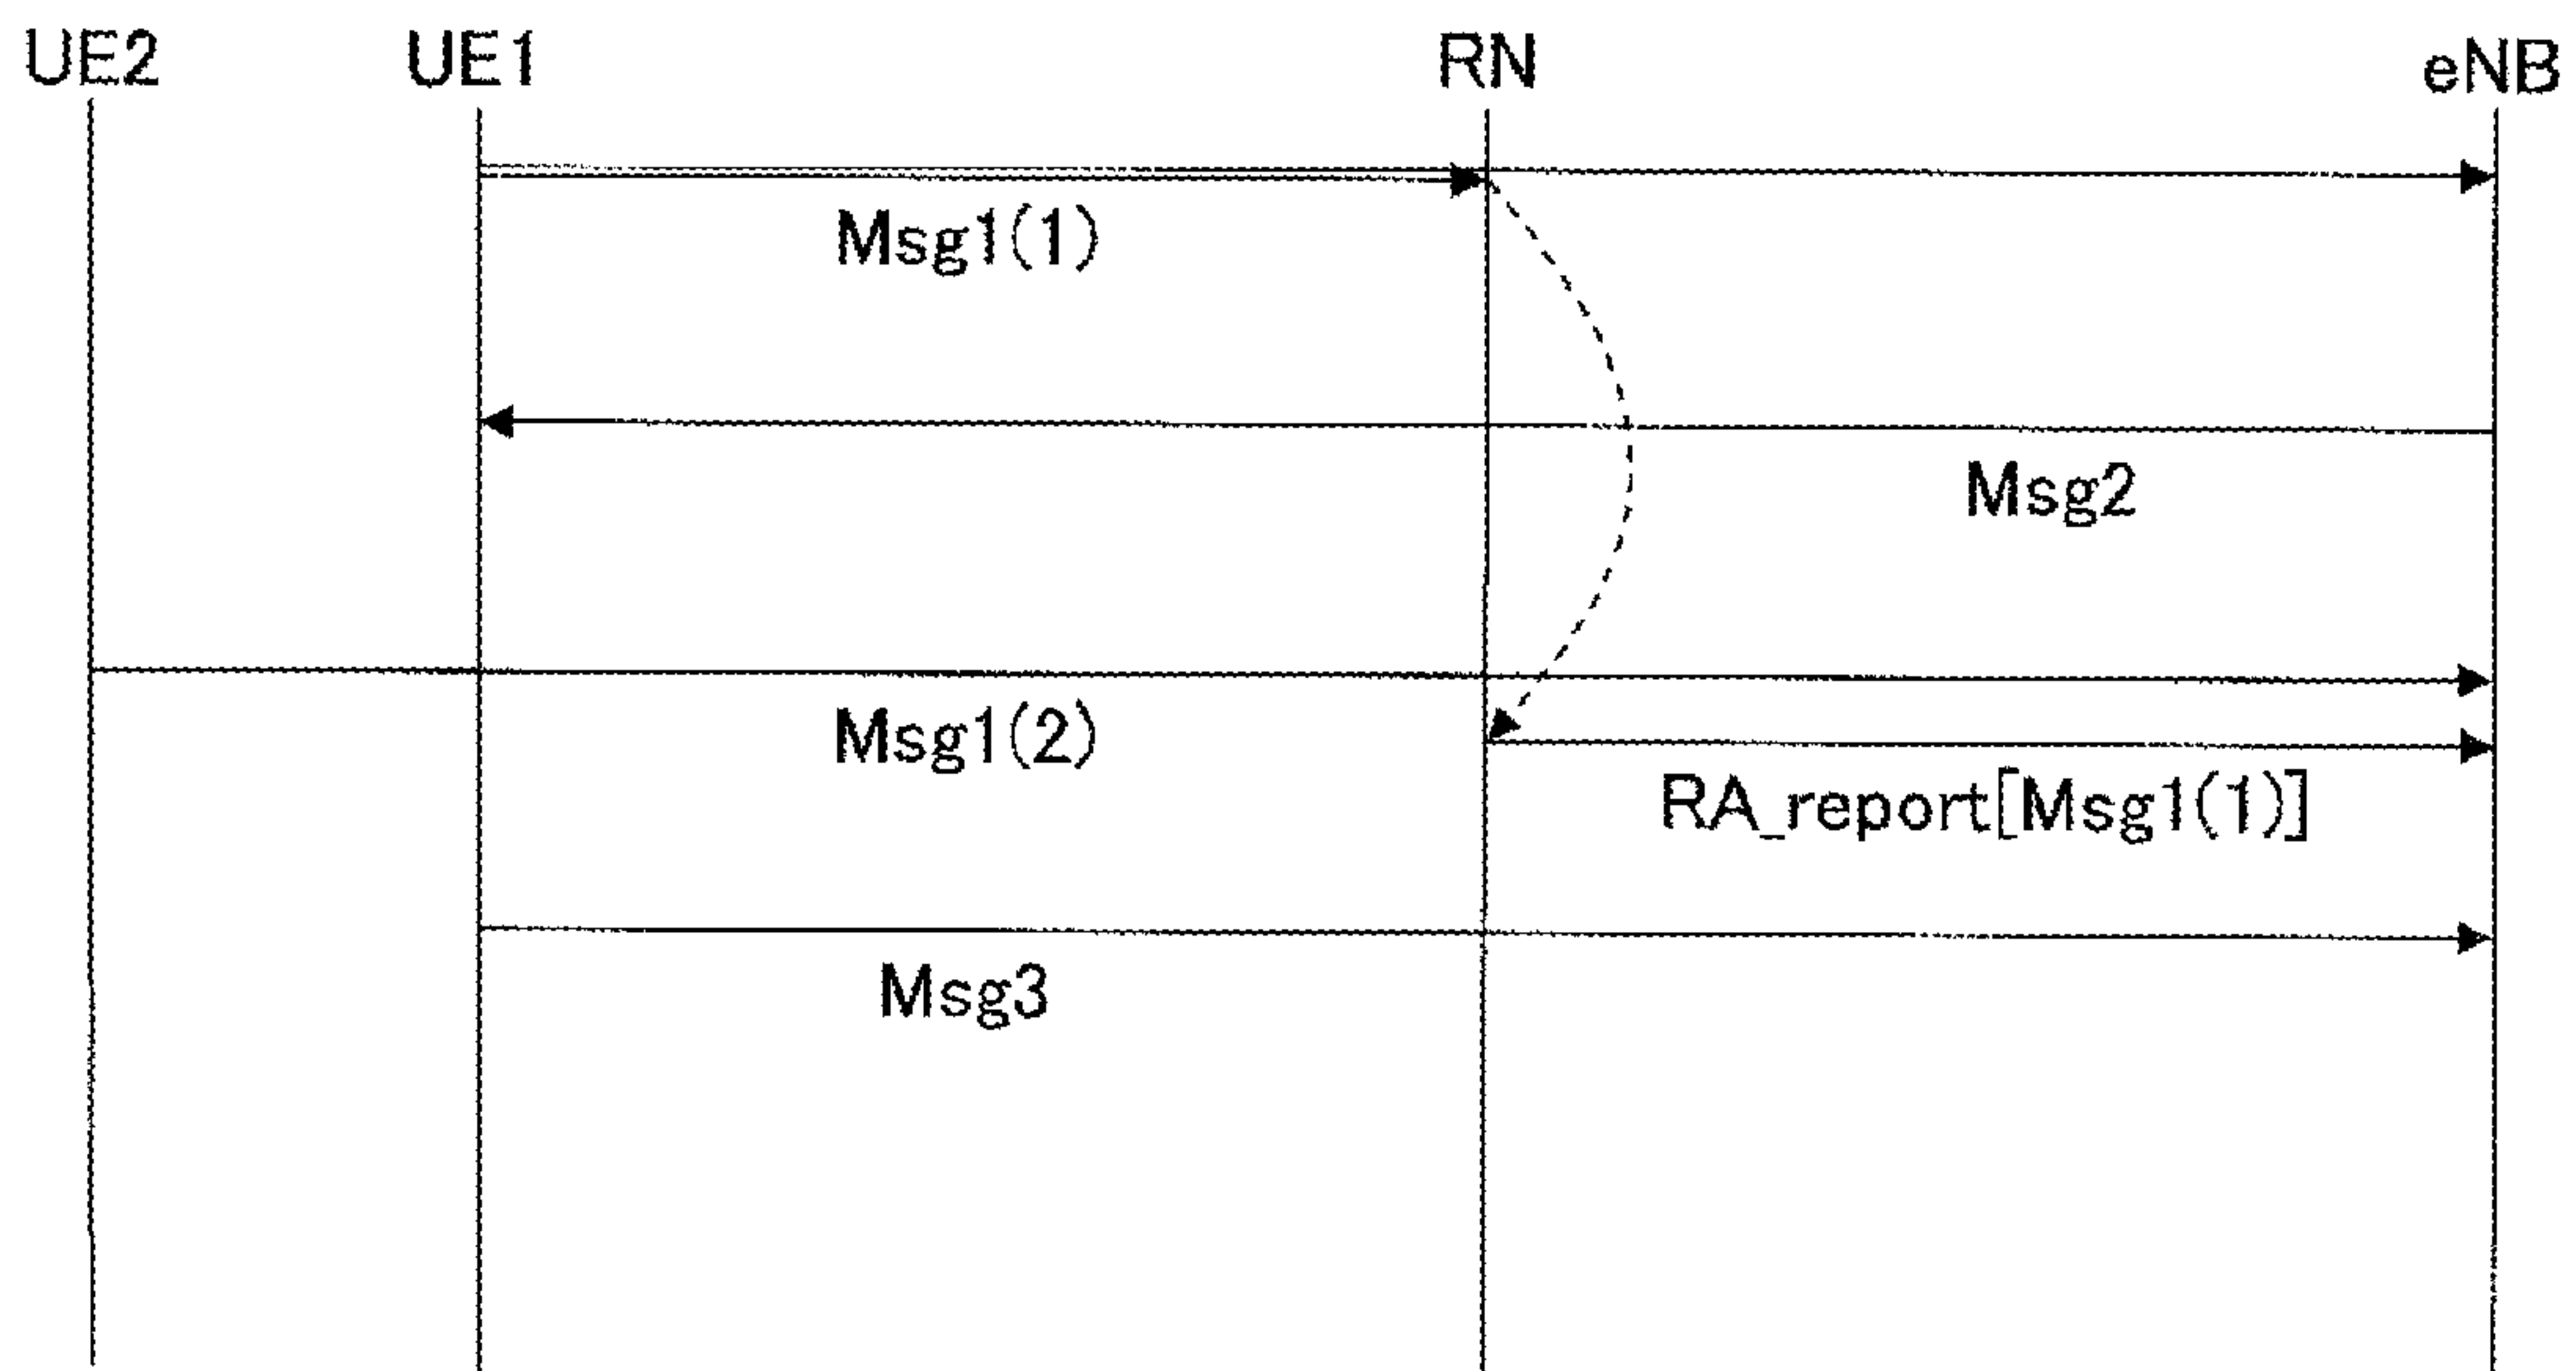 UE2 UE1 RN eNB
Msg1(1)
Msg2
Msg1(2)
RA_report[Msg1(1)]
Msg3